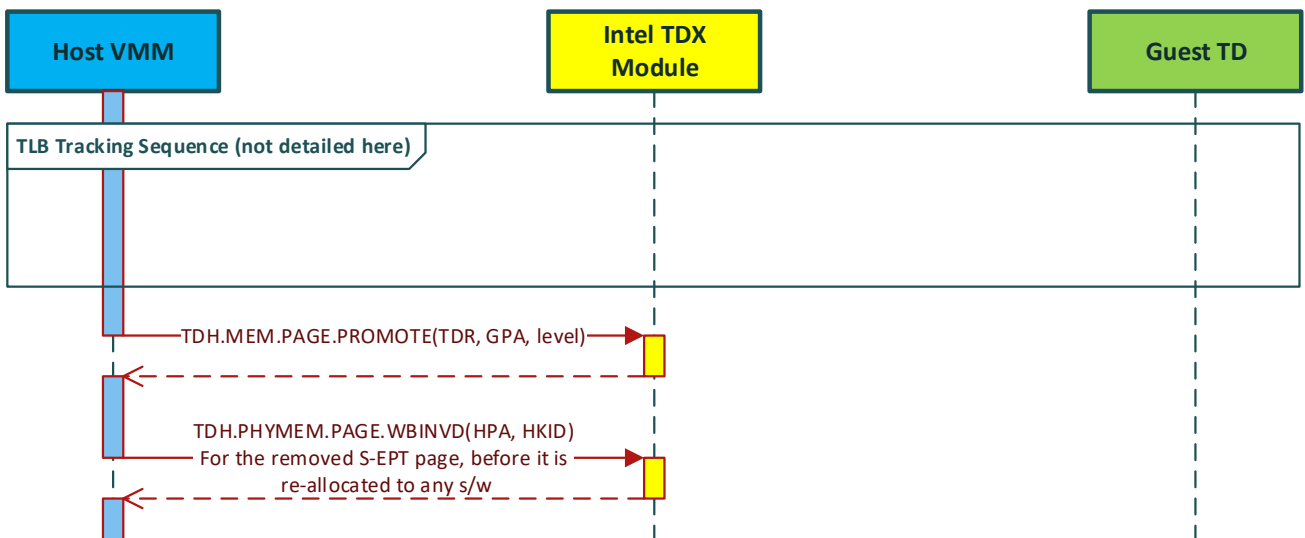 Host VMM
Intel TDX
Module
Guest TD
TLB Tracking Sequence (not detailed here)
TDH.MEM.PAGE.PROMOTE(TDR, GPA, level)
TDH.PHYMEM.PAGE.WBINVD(HPA, HKID)
For the removed S-EPT page, before it is
re-allocated to any s/w